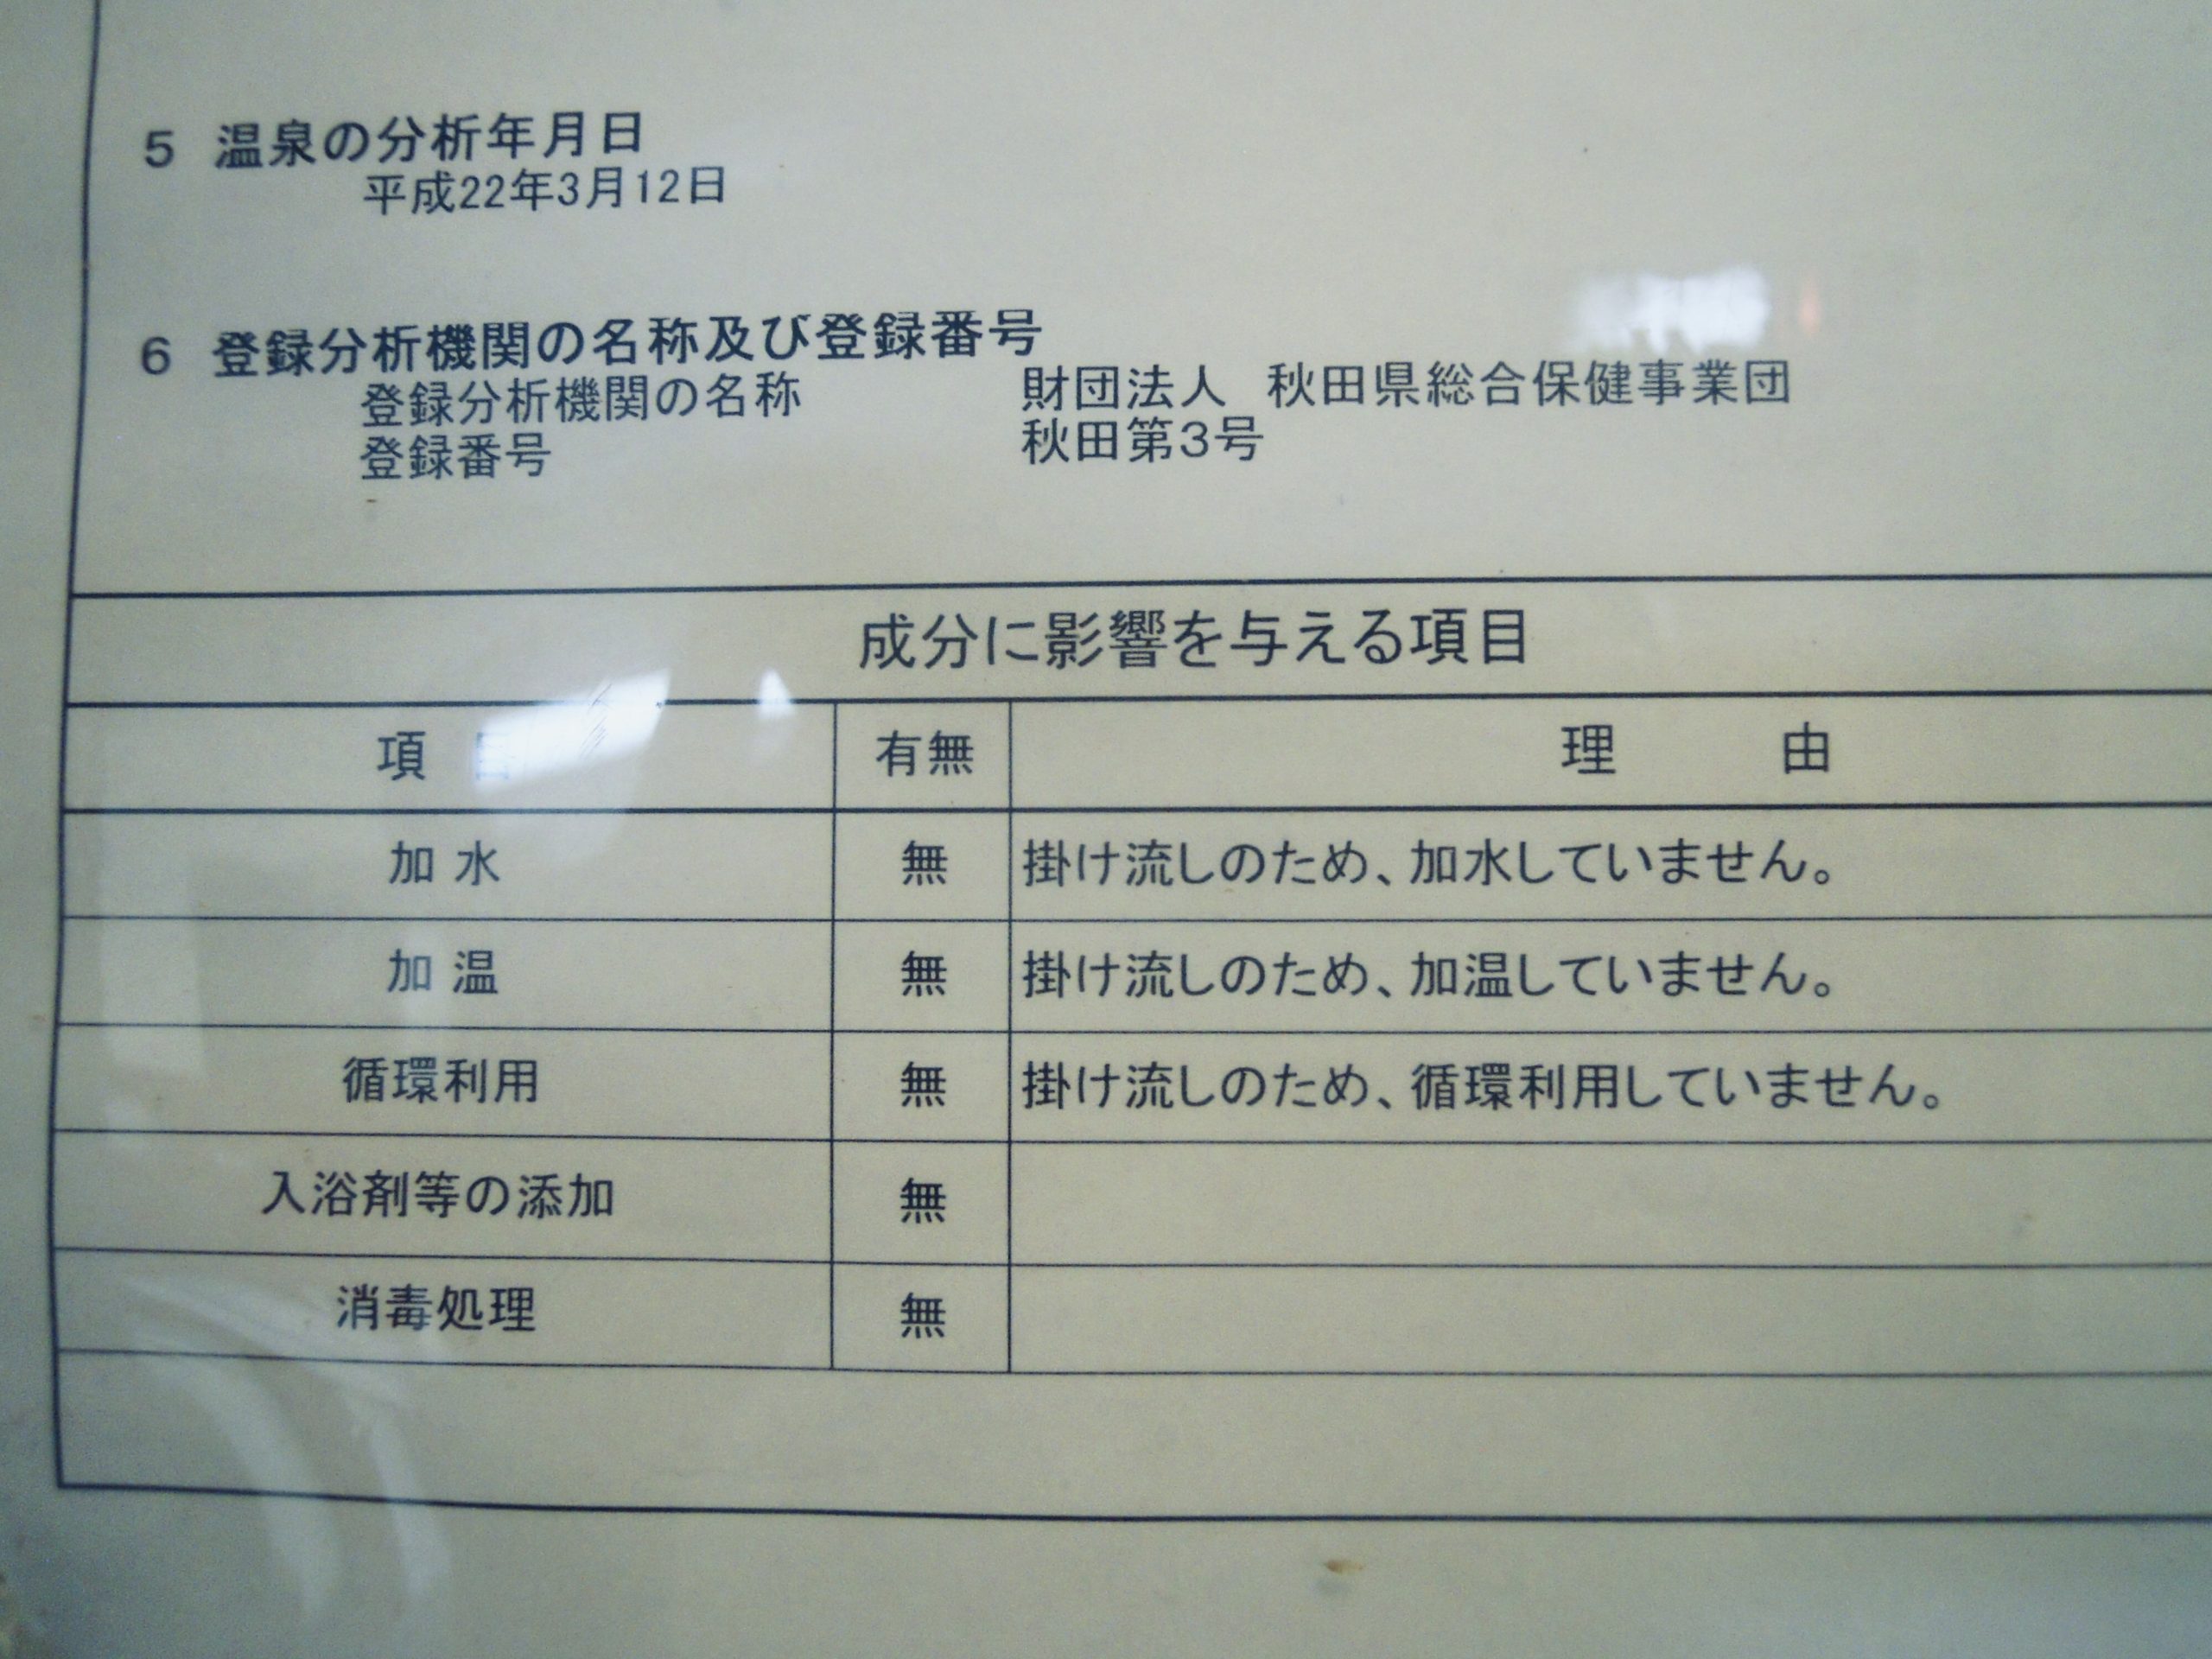 5 温泉の分析年月日
平成22年3月12日
6 登録分析機関の名称及び登録番号
登録分析機関の名称 財団法人 秋田県総合保健事業団
登録番号 秋田第3号
成分に影響を与える項目
項 目 有無 理 由
加 水 無 掛け流しのため、加水していません。
加 温 無 掛け流しのため、加温していません。
循環利用 無 掛け流しのため、循環利用していません。
入浴剤等の添加 無
消毒処理 無